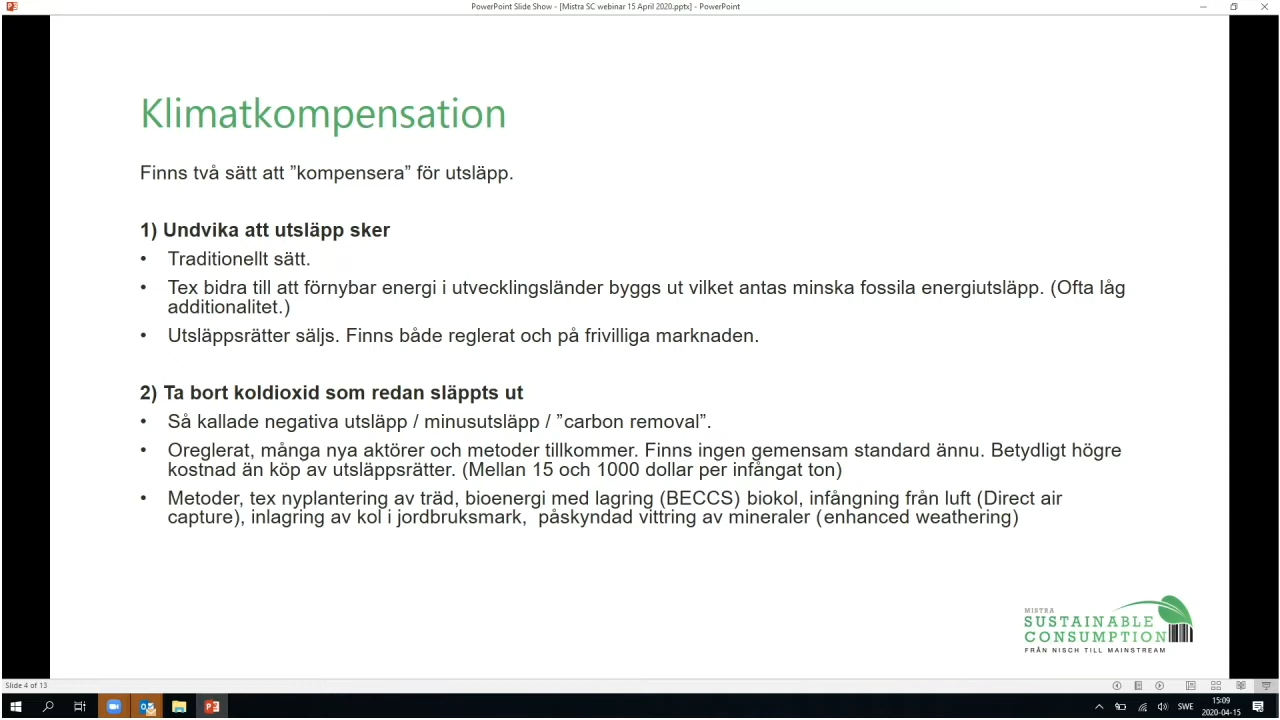 PowerPoint Slide Show - [Mistra SC webinar 15 April 2020.pptx] - PowerPoint
Klimatkompensation
Finns två sätt att ”kompensera” för utsläpp.
1) Undvika att utsläpp sker
• Traditionellt sätt.
• Tex bidra till att förnybar energi i utvecklingsländer byggs ut vilket antas minska fossila energiutsläpp. (Ofta låg
additionalitet.)
• Utsläppsrätter säljs. Finns både reglerat och på frivilliga marknaden.
2) Ta bort koldioxid som redan släppts ut
• Så kallade negativa utsläpp / minusutsläpp / ”carbon removal”.
• Oreglerat, många nya aktörer och metoder tillkommer. Finns ingen gemensam standard ännu. Betydligt högre
kostnad än köp av utsläppsrätter. (Mellan 15 och 1000 dollar per infångat ton)
• Metoder, tex nyplantering av träd, bioenergi med lagring (BECCS) biokol, infångning från luft (Direct air
capture), inlagring av kol i jordbruksmark, påskyndad vittring av mineraler (enhanced weathering)
MISTRA
SUSTAINABLE
CONSUMPTION
FRÅN NISCH TILL MAINSTREAM
Slide 4 of 13
SWE
15:09
2020-04-15